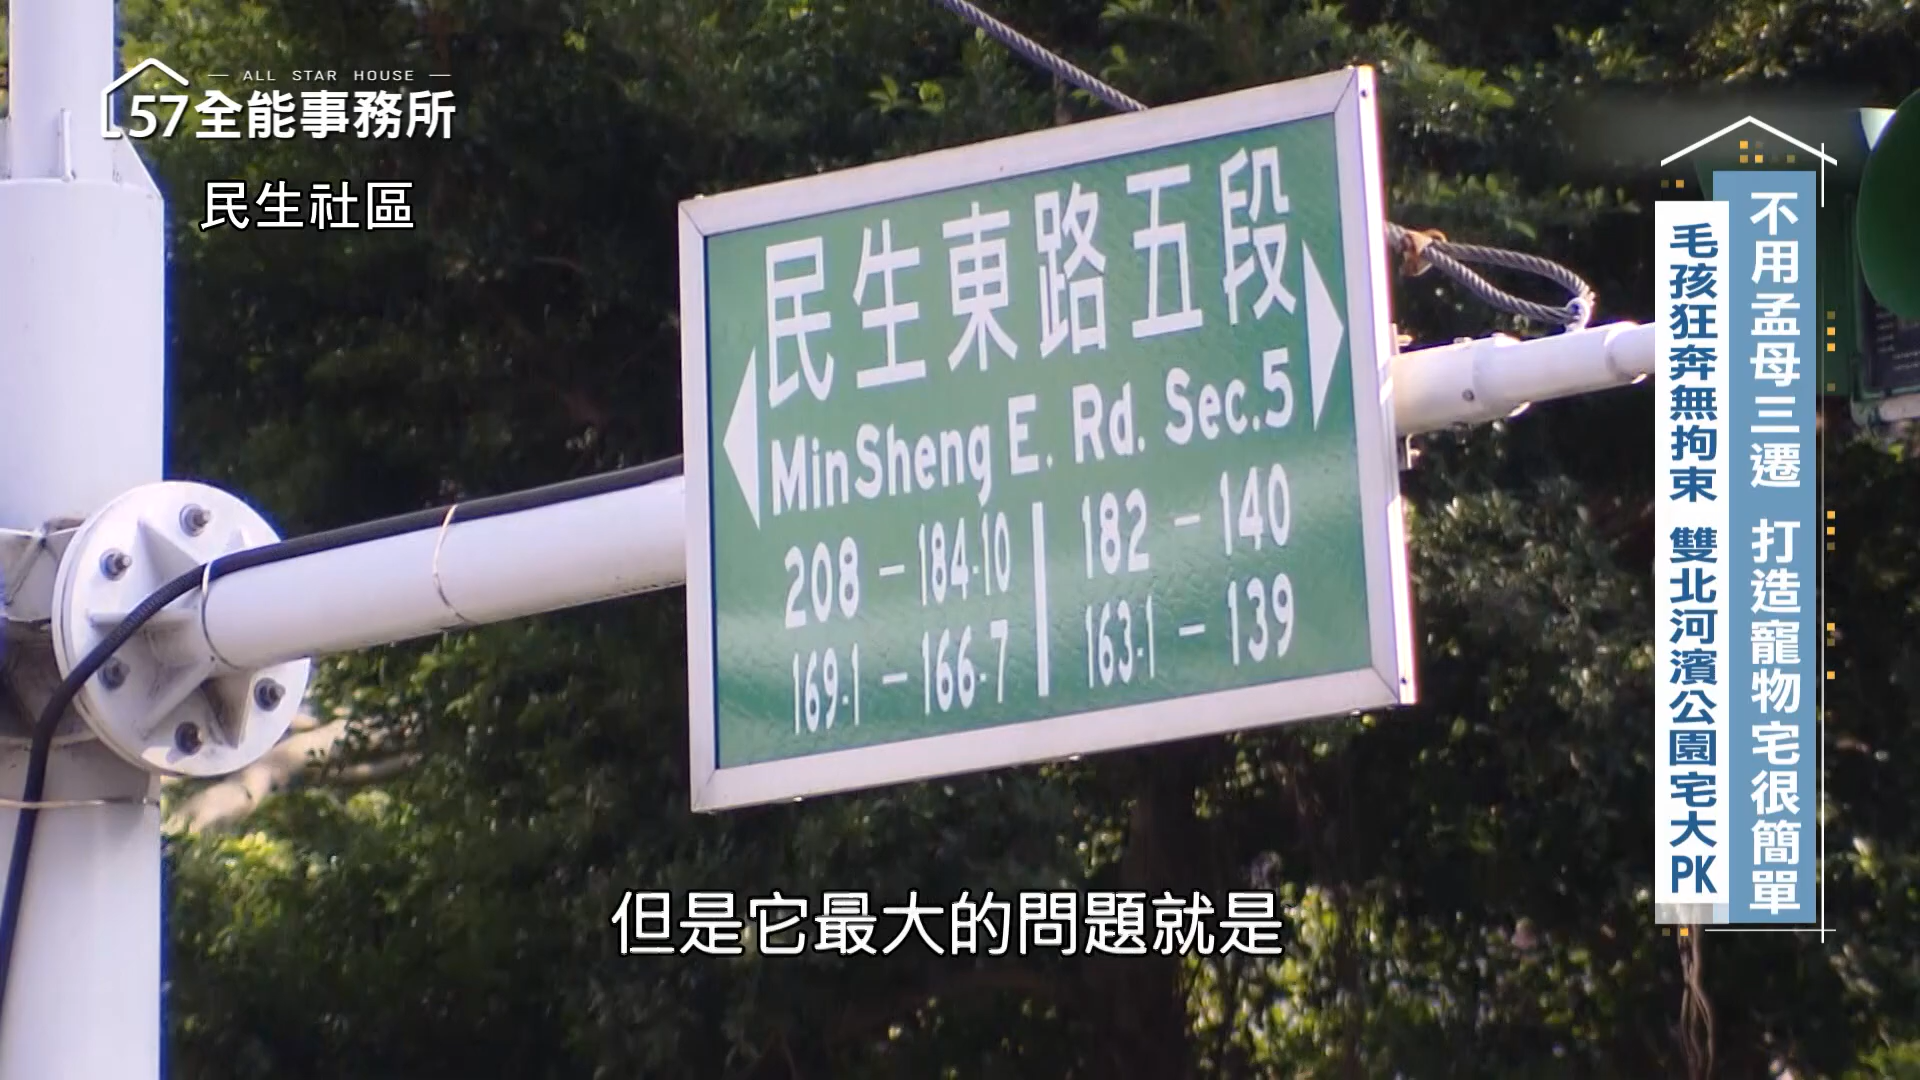 ALL STAR HOUSE
57全能事務所
民生社區
民生東路五段
MinSheng E. Rd. Sec.5
208 - 184-10 182 - 140
169-1 - 166-7 163-1 - 139
不用孟母三遷 打造寵物宅很簡單
毛孩狂奔無拘束 雙北河濱公園宅大PK
但是它最大的問題就是